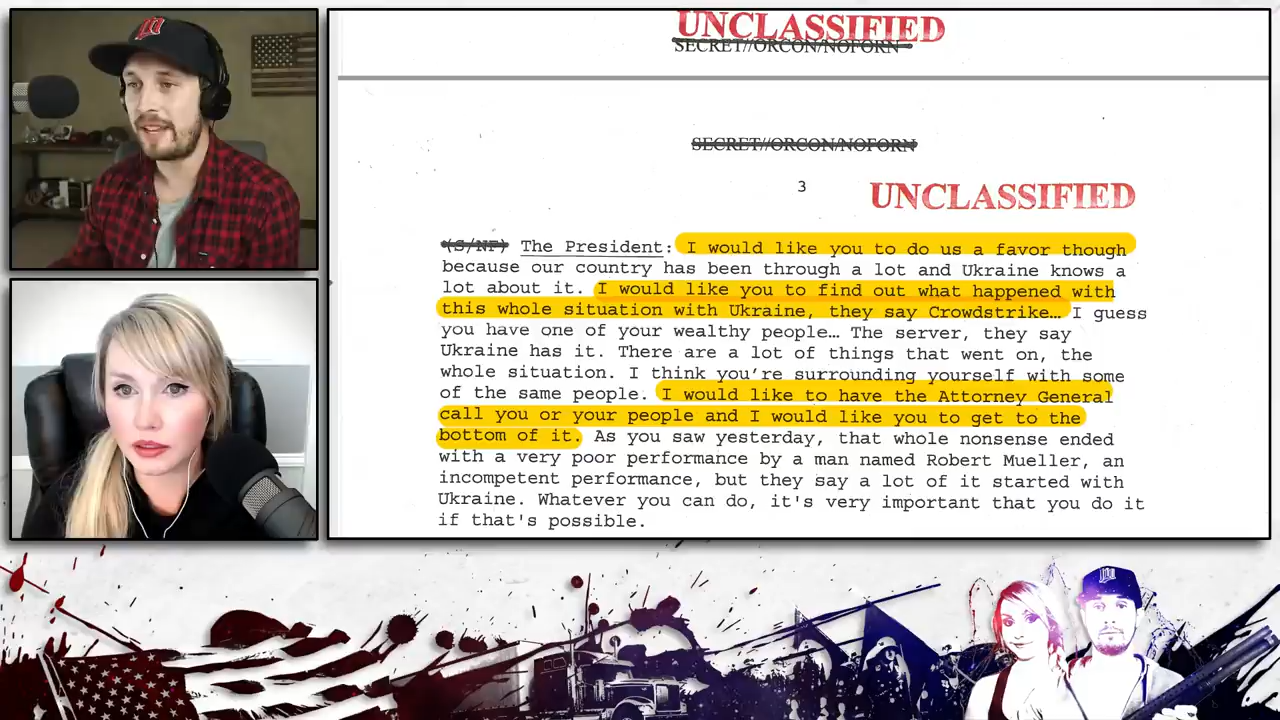 UNCLASSIFIED
SECRET//ORCON/NOFORN
SECRET//ORCON/NOFORN
3
UNCLASSIFIED
(S/NF) The President: I would like you to do us a favor though
because our country has been through a lot and Ukraine knows a
lot about it. I would like you to find out what happened with
this whole situation with Ukraine, they say Crowdstrike… I guess
you have one of your wealthy people… The server, they say
Ukraine has it. There are a lot of things that went on, the
whole situation. I think you're surrounding yourself with some
of the same people. I would like to have the Attorney General
call you or your people and I would like you to get to the
bottom of it. As you saw yesterday, that whole nonsense ended
with a very poor performance by a man named Robert Mueller, an
incompetent performance, but they say a lot of it started with
Ukraine. Whatever you can do, it's very important that you do it
if that's possible.